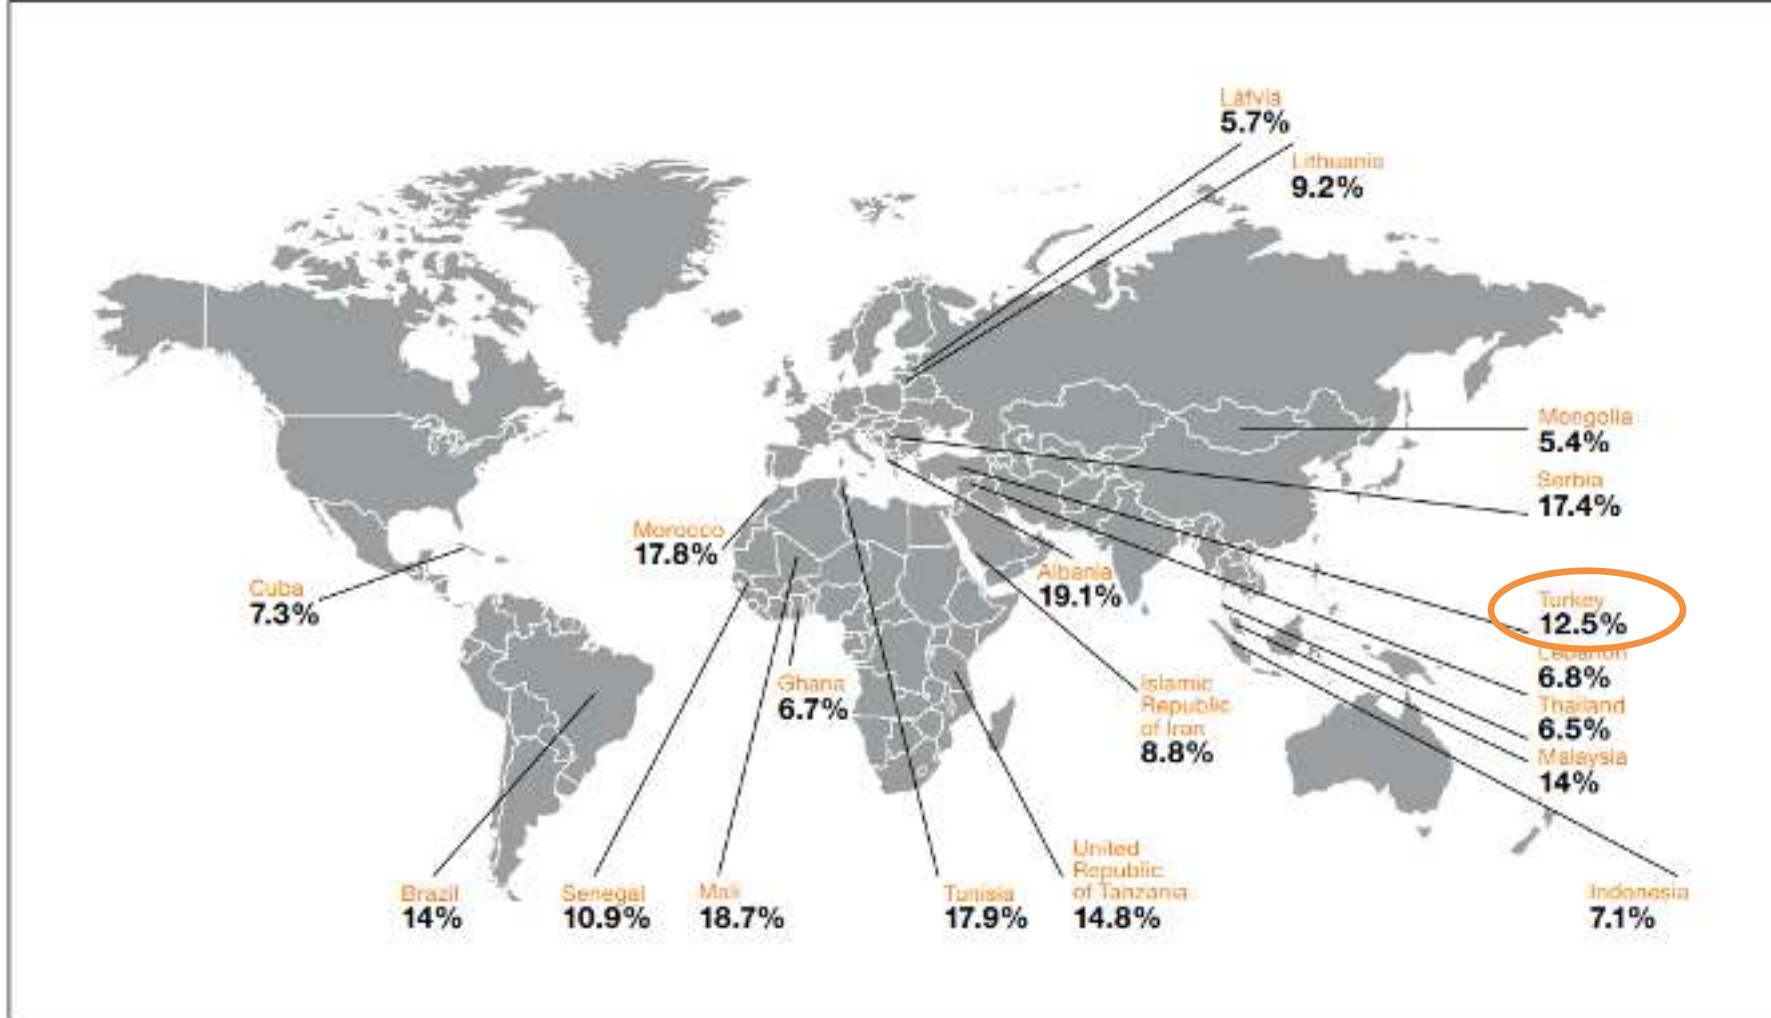 Latvia
5.7%
Lithuania
9.2%
Mongolia
5.4%
Serbia
17.4%
Morocco
17.8%
Albania
19.1%
Cuba
7.3%
Turkey
12.5%
Lebanon
6.8%
Ghana
6.7%
Islamic
Republic
of Iran
8.8%
Thailand
6.5%
Malaysia
14%
Brazil
14%
Senegal
10.9%
Mali
18.7%
Tunisia
17.9%
United
Republic
of Tanzania
14.8%
Indonesia
7.1%